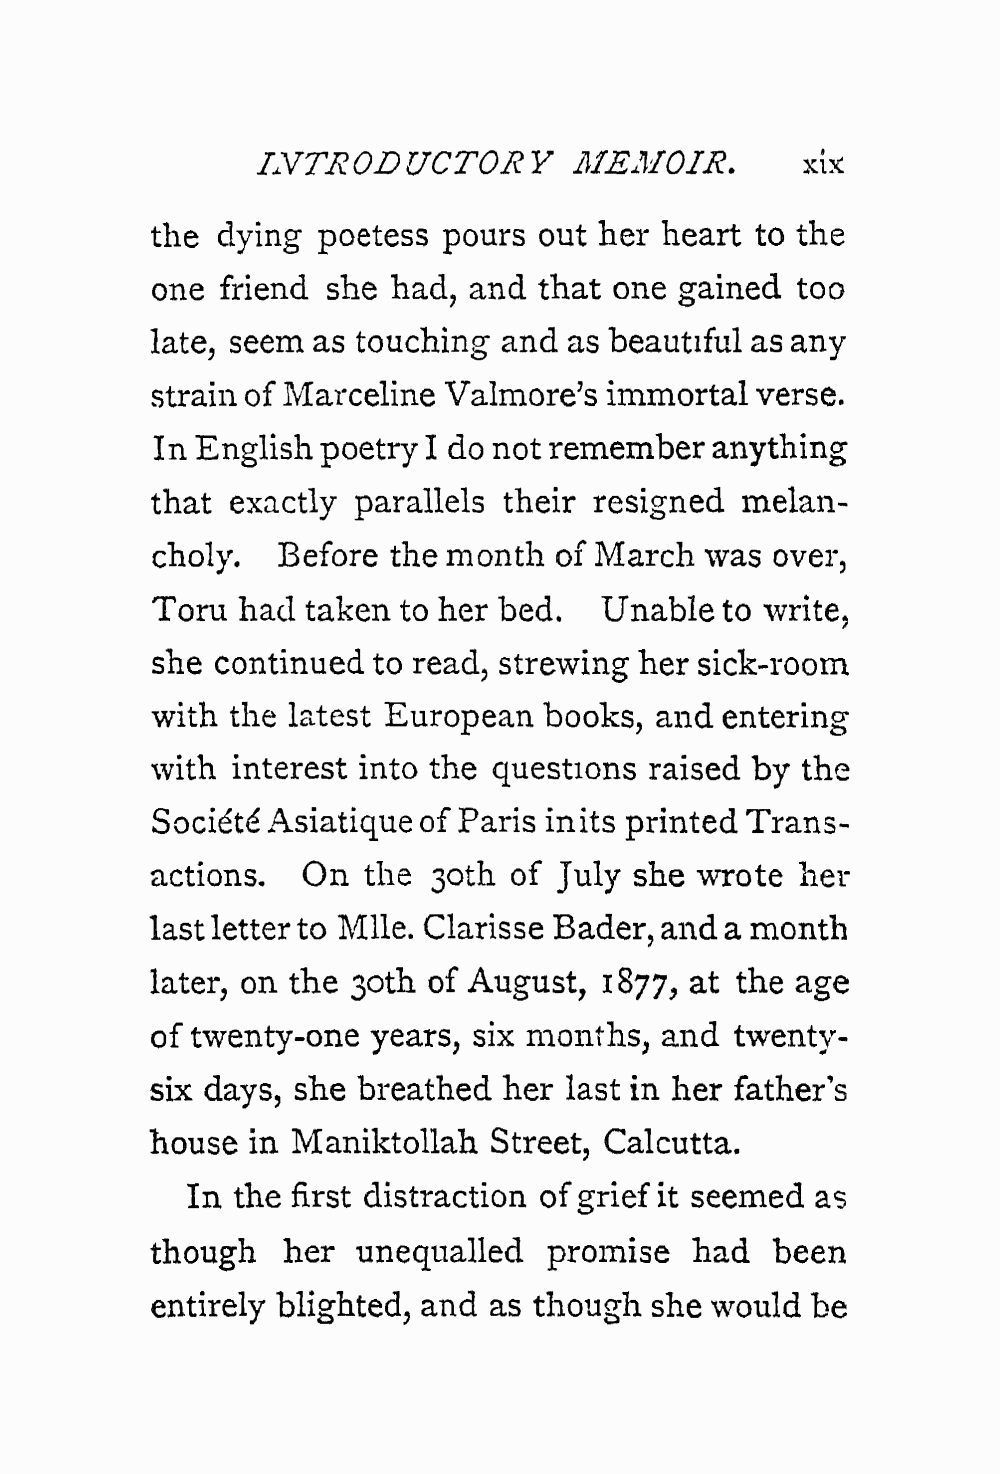 INTRODUCTORY MEMOIR. xix
the dying poetess pours out her heart to the
one friend she had, and that one gained too
late, seem as touching and as beautiful as any
strain of Marceline Valmore's immortal verse.
In English poetry I do not remember anything
that exactly parallels their resigned melan-
choly. Before the month of March was over,
Toru had taken to her bed. Unable to write,
she continued to read, strewing her sick-room
with the latest European books, and entering
with interest into the questions raised by the
Société Asiatique of Paris in its printed Trans-
actions. On the 30th of July she wrote her
last letter to Mlle. Clarisse Bader, and a month
later, on the 30th of August, 1877, at the age
of twenty-one years, six months, and twenty-
six days, she breathed her last in her father's
house in Maniktollah Street, Calcutta.
In the first distraction of grief it seemed as
though her unequalled promise had been
entirely blighted, and as though she would be